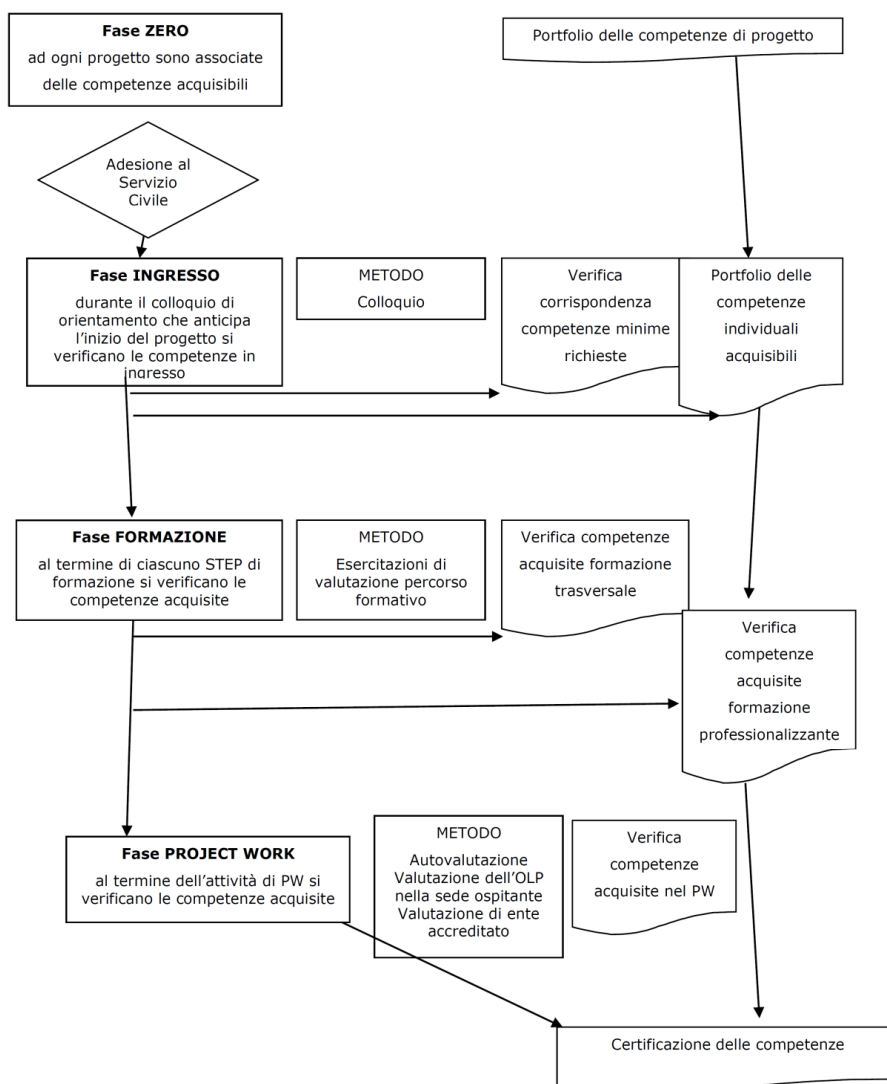 Fase ZERO
ad ogni progetto sono associate
delle competenze acquisibili
Portfolio delle competenze di progetto
Adesione al
Servizio
Civile
Fase INGRESSO
durante il colloquio di
orientamento che anticipa
l'inizio del progetto si
verificano le competenze in
ingresso
METODO
Colloquio
Verifica
corrispondenza
competenze minime
richieste
Portfolio delle
competenze
individuali
acquisibili
Fase FORMAZIONE
al termine di ciascuno STEP di
formazione si verificano le
competenze acquisite
METODO
Esercitazioni di
valutazione percorso
formativo
Verifica competenze
acquisite formazione
trasversale
Verifica
competenze
acquisite
formazione
professionalizzante
Fase PROJECT WORK
al termine dell'attività di PW si
verificano le competenze acquisite
METODO
Autovalutazione
Valutazione dell'OLP
nella sede ospitante
Valutazione di ente
accreditato
Verifica
competenze
acquisite nel PW
Certificazione delle competenze